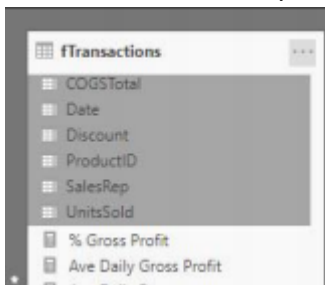 fTransactions
COGSTotal
Date
Discount
ProductID
SalesRep
UnitsSold
% Gross Profit
Ave Daily Gross Profit